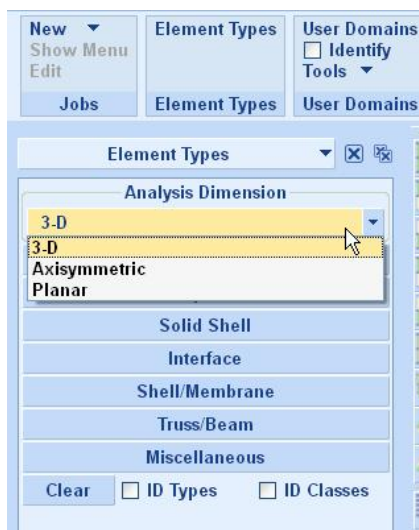 New
Show Menu
Edit
Jobs
Element Types
Element Types
User Domains
Identify
Tools
User Domains
Element Types
Analysis Dimension
3-D
3-D
Axisymmetric
Planar
Solid Shell
Interface
Shell/Membrane
Truss/Beam
Miscellaneous
Clear ID Types ID Classes